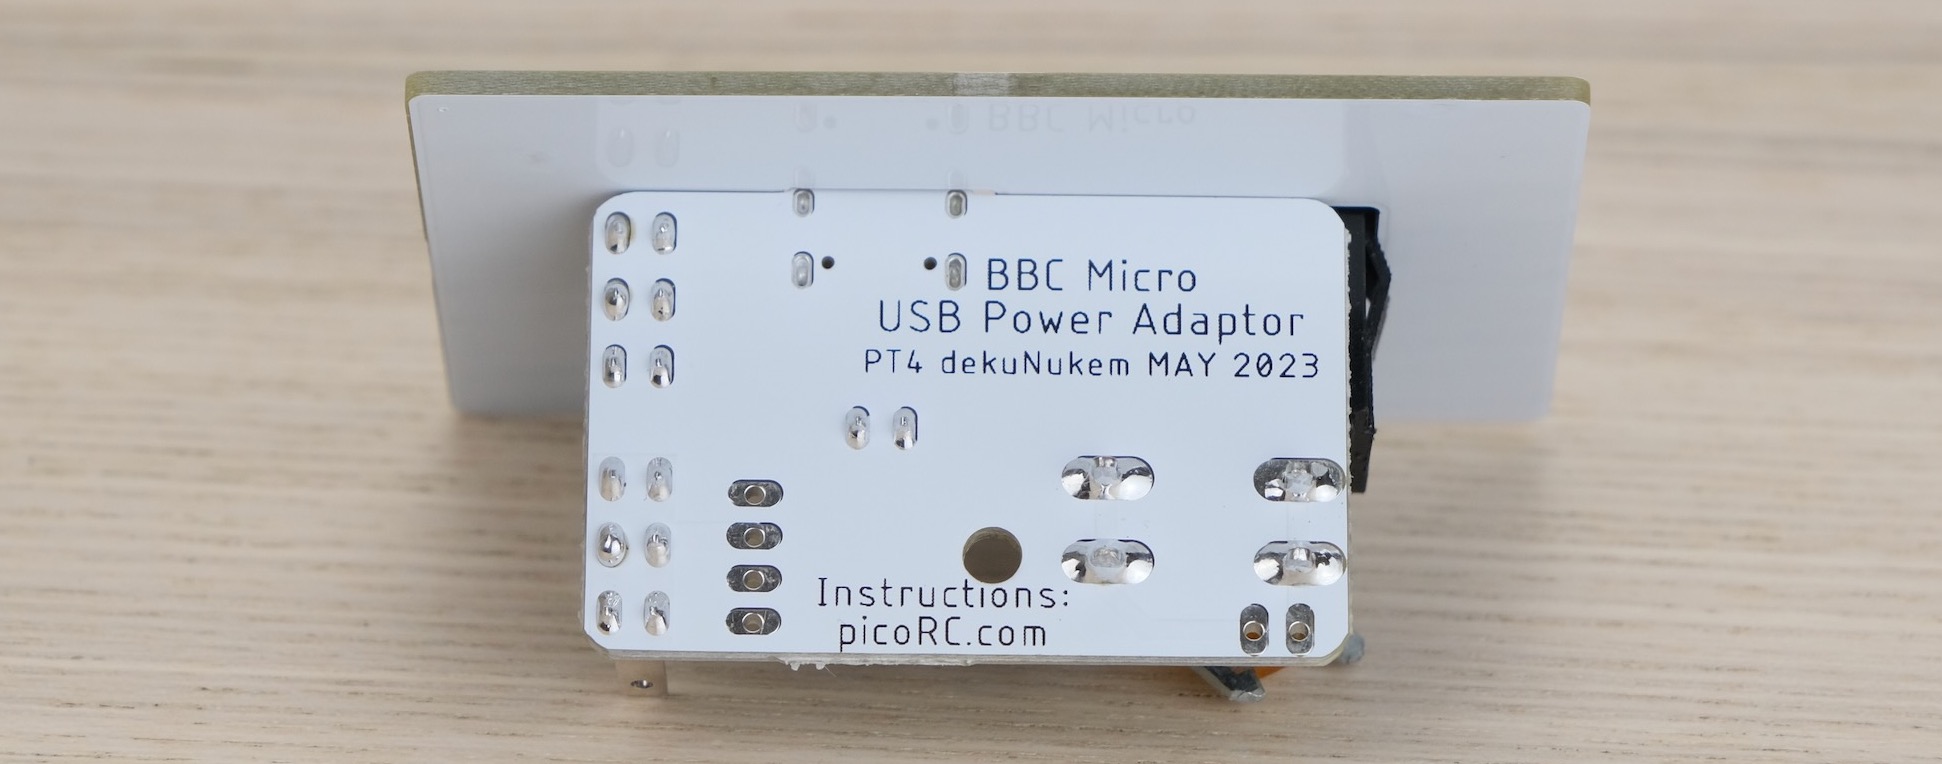 BBC Micro
USB Power Adaptor
PT4 dekuNukem MAY 2023
Instructions:
picoRC.com